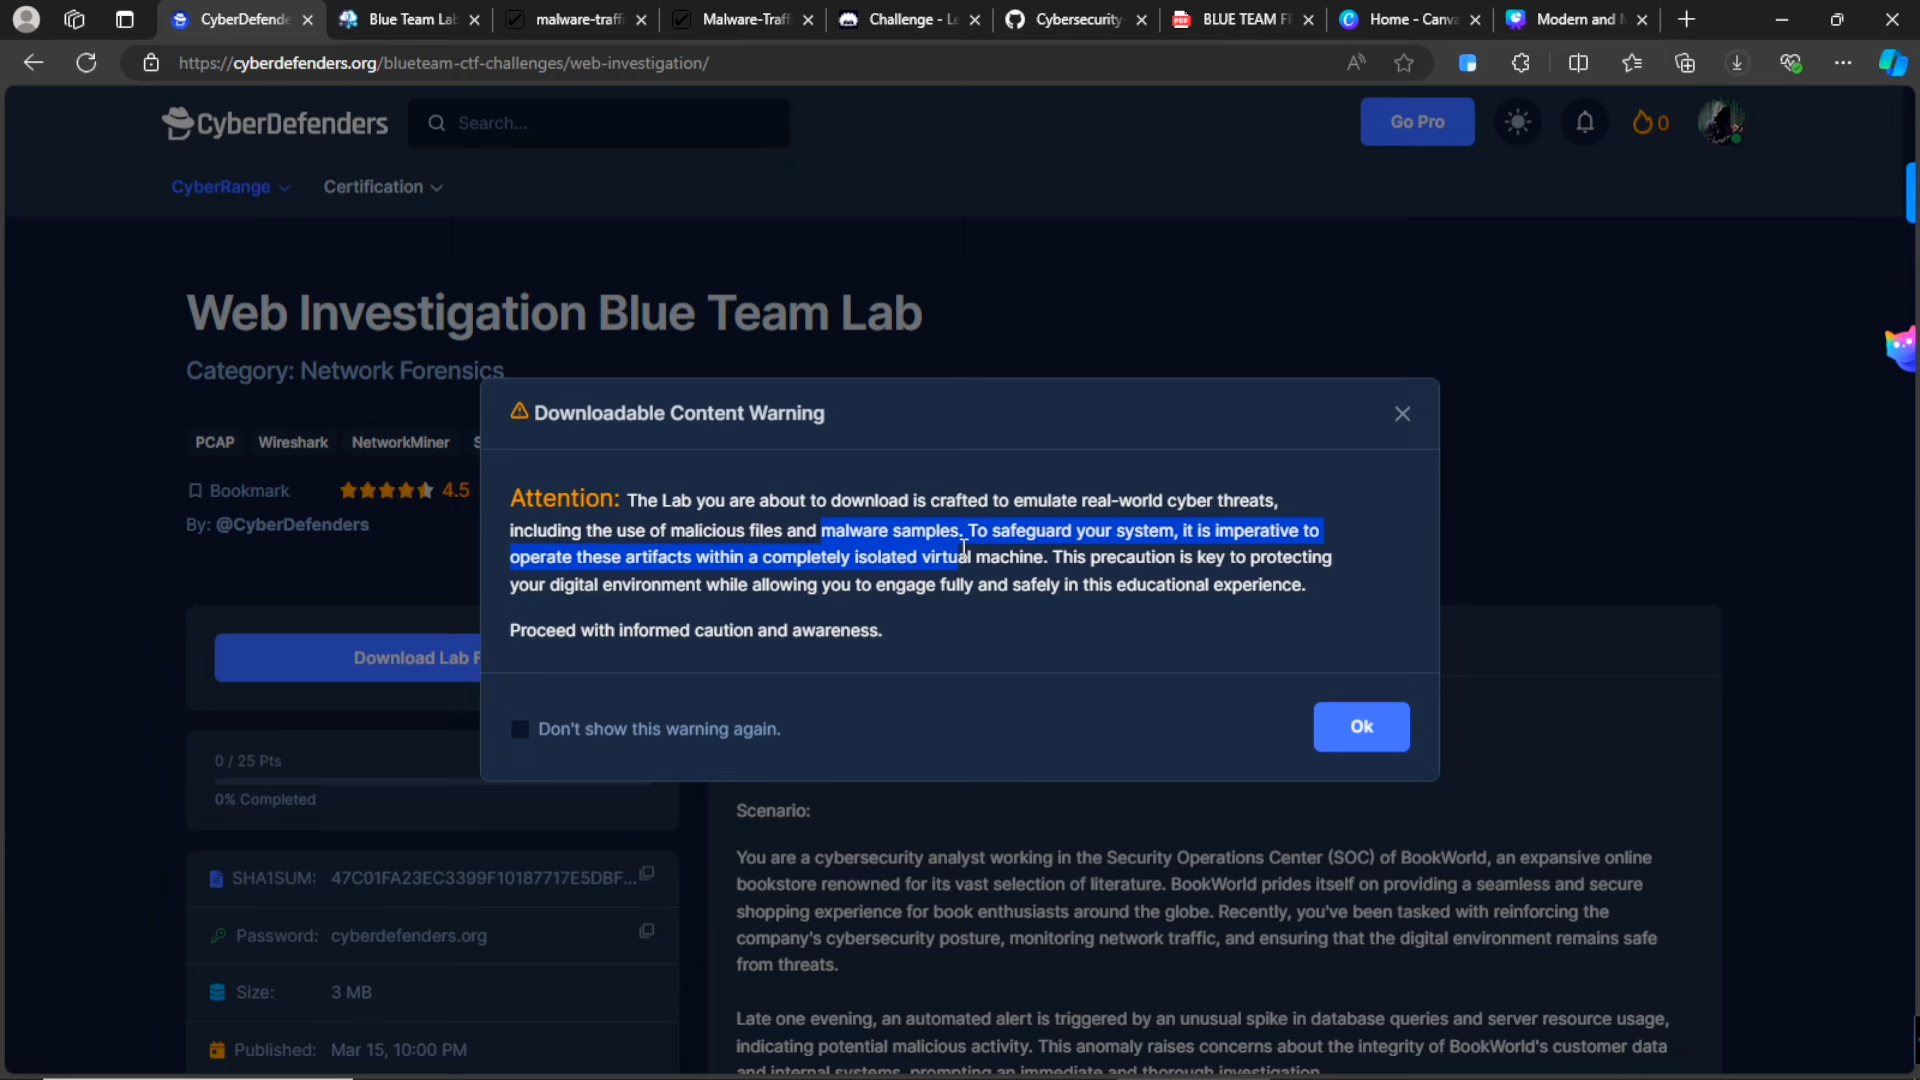 CyberDefende
Blue Team Lab
malware-traffi
Malware-Traff
Challenge - Le
Cybersecurity
BLUE TEAM F
Home - Canva
Modern and
https://cyberdefenders.org/blueteam-ctf-challenges/web-investigation/
CyberDefenders
Search...
Go Pro
0
CyberRange
Certification
Web Investigation Blue Team Lab
Category: Network Forensics
PCAP Wireshark NetworkMiner
Bookmark 4.5
By: @CyberDefenders
Downloadable Content Warning
Attention: The Lab you are about to download is crafted to emulate real-world cyber threats,
including the use of malicious files and malware samples. To safeguard your system, it is imperative to
operate these artifacts within a completely isolated virtual machine. This precaution is key to protecting
your digital environment while allowing you to engage fully and safely in this educational experience.
Proceed with informed caution and awareness.
Don't show this warning again.
Ok
Download Lab F
0 / 25 Pts
0% Completed
SHA1SUM: 47C01FA23EC3399F10187717E5DBF...
Password: cyberdefenders.org
Size: 3 MB
Published: Mar 15, 10:00 PM
Scenario:
You are a cybersecurity analyst working in the Security Operations Center (SOC) of BookWorld, an expansive online
bookstore renowned for its vast selection of literature. BookWorld prides itself on providing a seamless and secure
shopping experience for book enthusiasts around the globe. Recently, you've been tasked with reinforcing the
company's cybersecurity posture, monitoring network traffic, and ensuring that the digital environment remains safe
from threats.
Late one evening, an automated alert is triggered by an unusual spike in database queries and server resource usage,
indicating potential malicious activity. This anomaly raises concerns about the integrity of BookWorld's customer data
and internal systems, prompting an immediate and thorough investigation.